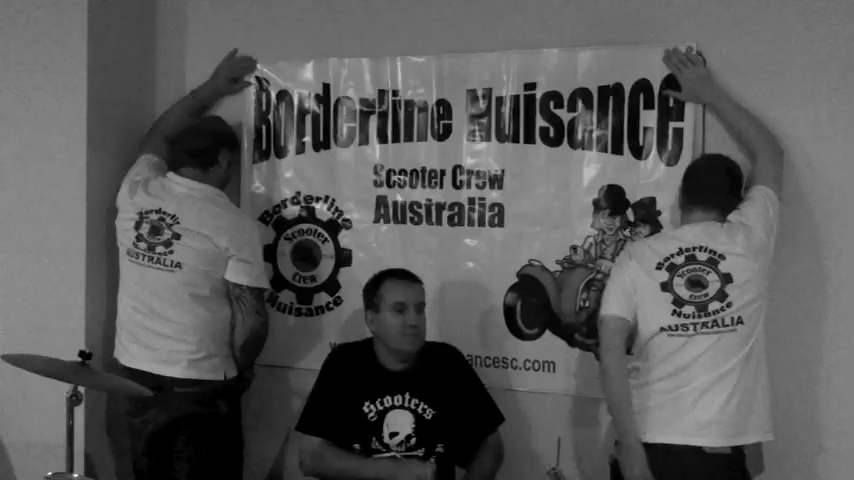 Borderline Nuisance
Scooter Crew
Australia
Borderline
Scooter
Crew
Nuisance
ancesc.com
Borderline
Scooter
Crew
Nuisance
AUSTRALIA
Scooters
Borderline
Scooter
Crew
Nuisance
AUSTRALIA